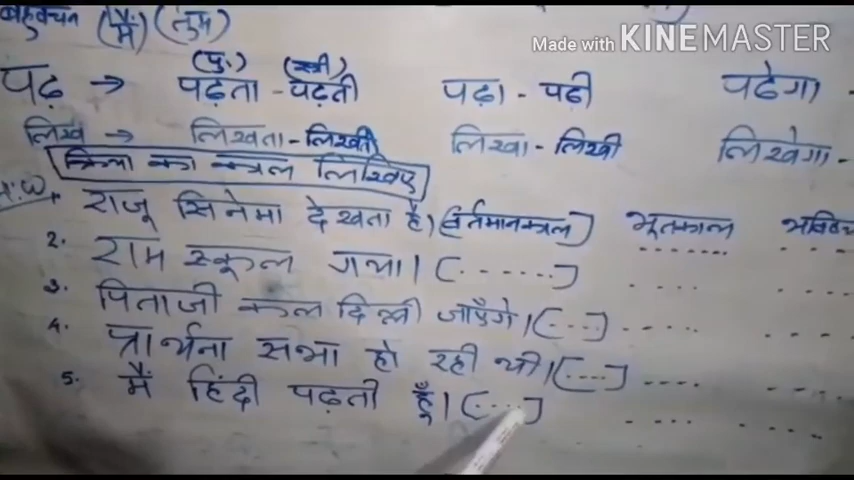 बहुवचन (मैं) (तुम)
Made with KINEMASTER
(पु.) (स्त्री)
पढ़ → पढ़ता - पढ़ती पढ़ा - पढी पढेगा -
लिख → लिखता - लिखती लिखा - लिखी लिखेगा -
क्रिया का काल लिखिए
H.W
1. राजू सिनेमा देखता है। (वर्तमानकाल) भूतकाल भविष्य
2. राम स्कूल गया। (.......) ....... ....
3. पिताजी कल दिल्ली जाएँगे। (....) ..... ....
4. प्रार्थना सभा हो रही थी। (....) .... ....
5. मैं हिंदी पढ़ती हूँ। (....) ..... ....